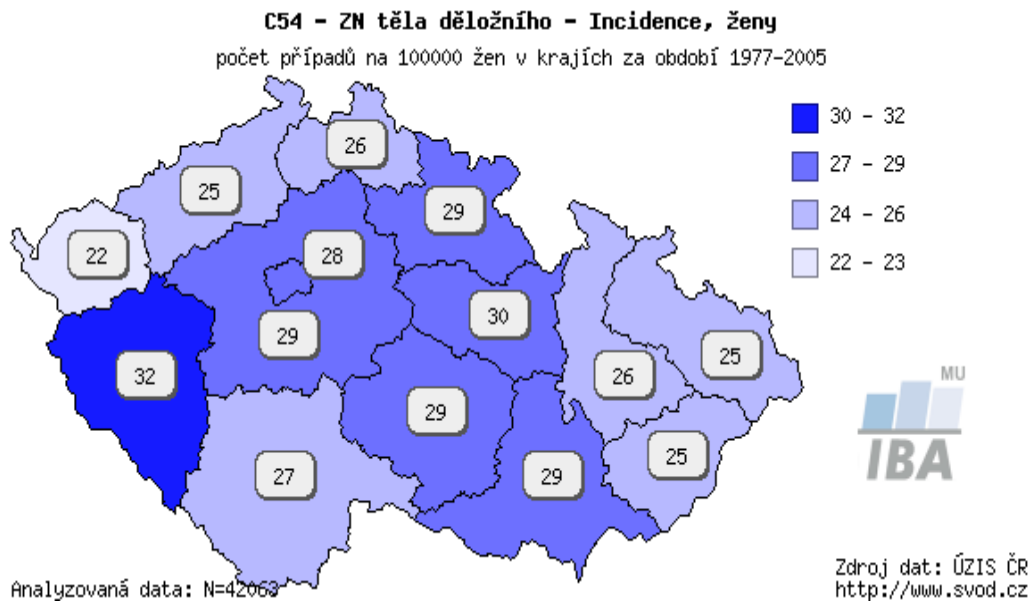 C54 - ZN těla děložního - Incidence, ženy
počet případů na 100000 žen v krajích za období 1977-2005
30 - 32
27 - 29
24 - 26
22 - 23
26
25
29
22
28
30
29
32
25
26
29
27
29
25
MU
IBA
Analyzovaná data: N=42063
Zdroj dat: ÚZIS ČR
http://www.svod.cz